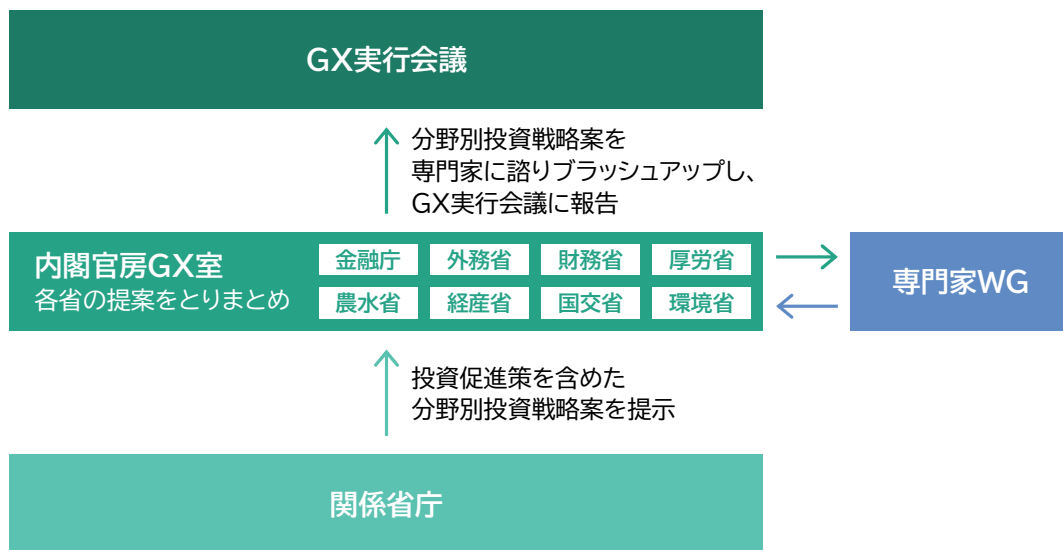 GX実行会議
分野別投資戦略案を
専門家に諮りブラッシュアップし、
GX実行会議に報告
内閣官房GX室
各省の提案をとりまとめ
金融庁 外務省 財務省 厚労省
農水省 経産省 国交省 環境省
専門家WG
投資促進策を含めた
分野別投資戦略案を提示
関係省庁